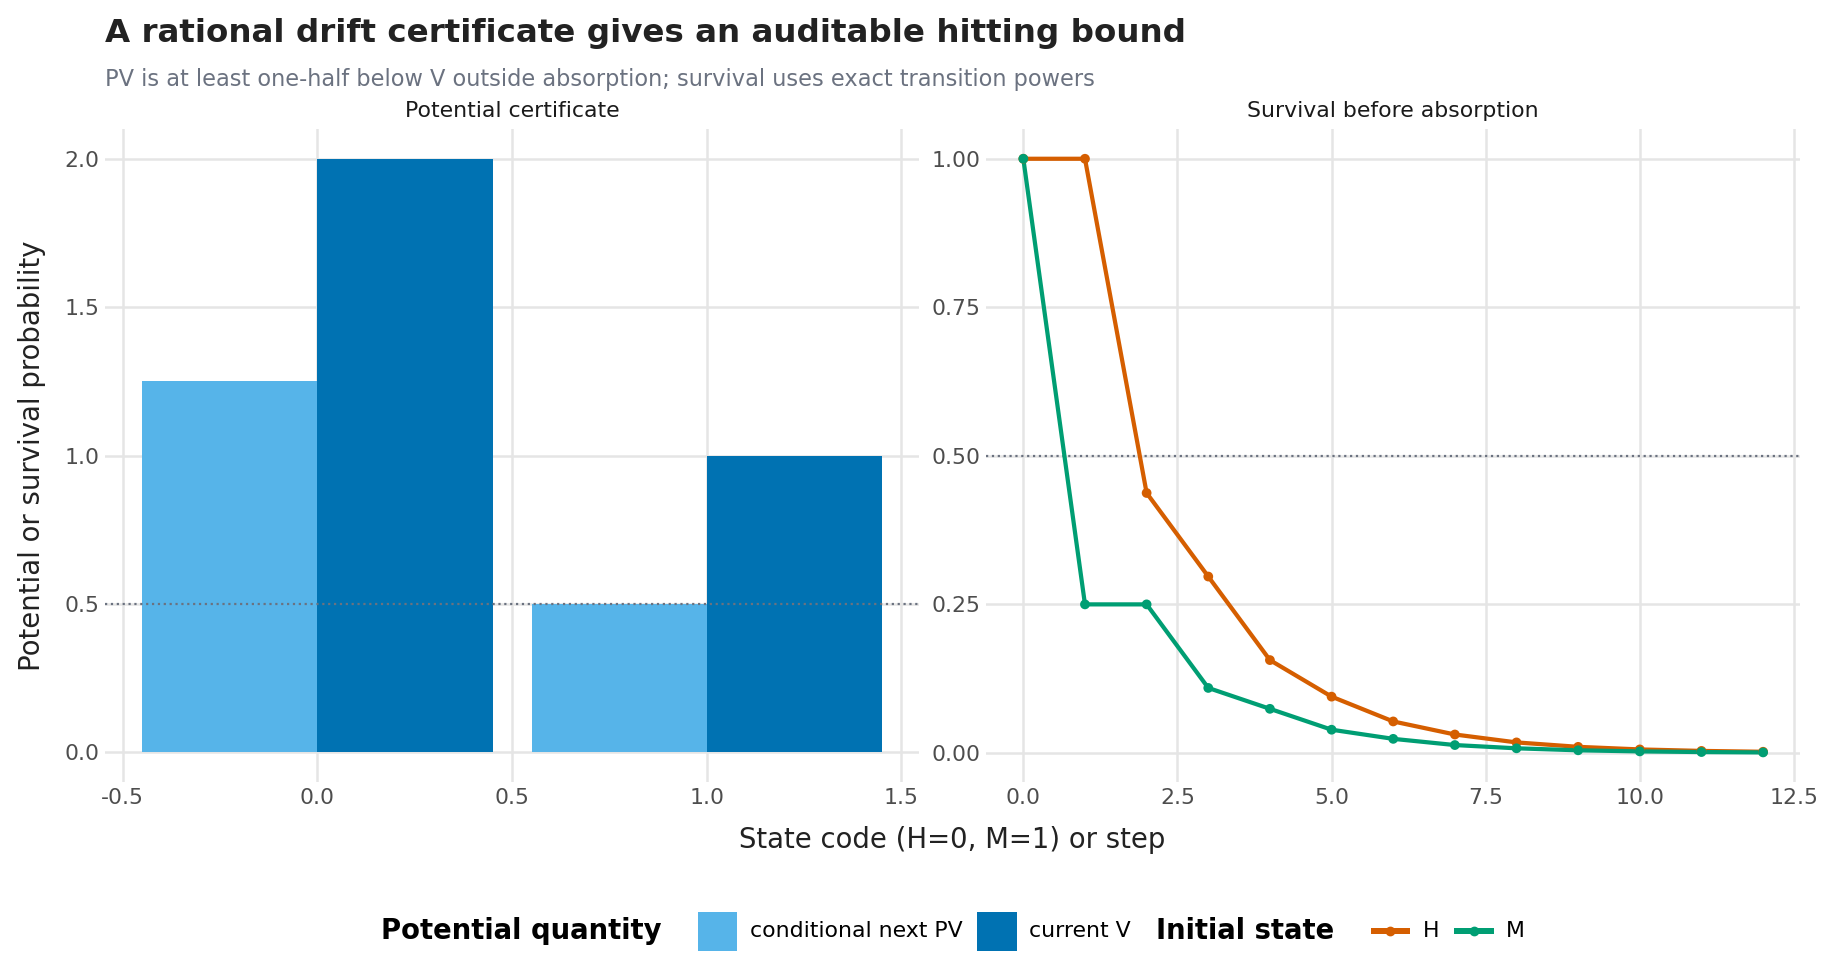 A rational drift certificate gives an auditable hitting bound
PV is at least one-half below V outside absorption; survival uses exact transition powers
Potential certificate
Survival before absorption
Potential or survival probability
2.0
1.5
1.0
0.5
0.0
-0.5 0.0 0.5 1.0 1.5
1.00
0.75
0.50
0.25
0.00
0.0 2.5 5.0 7.5 10.0 12.5
State code (H=0, M=1) or step
Potential quantity conditional next PV current V Initial state H M